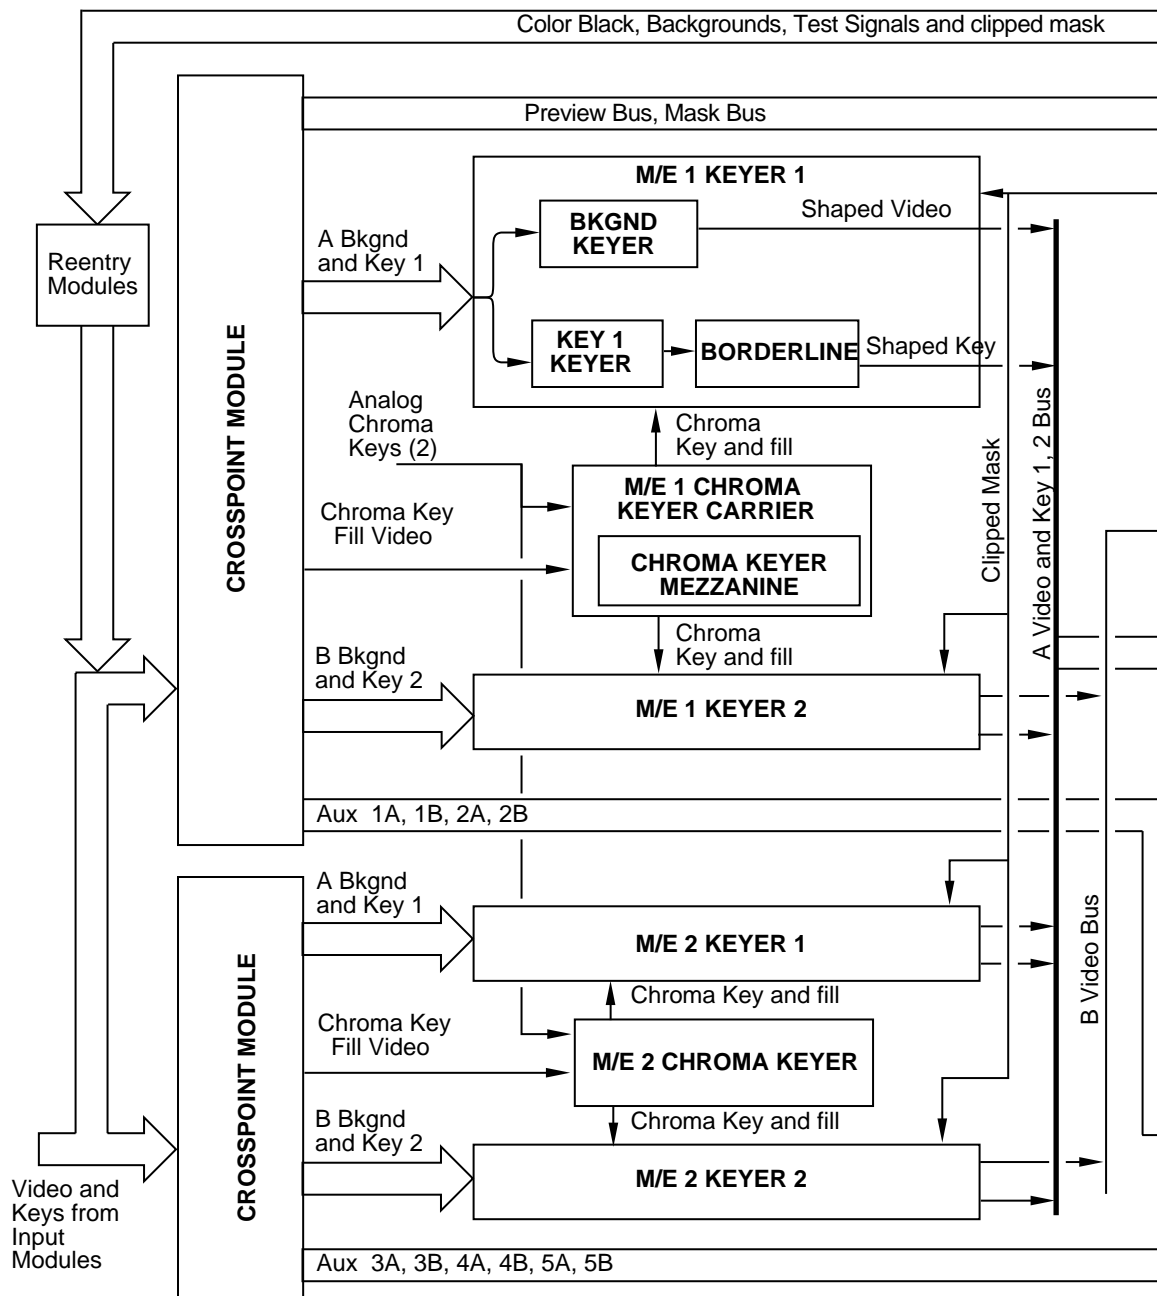 Color Black, Backgrounds, Test Signals and clipped mask
Preview Bus, Mask Bus
M/E 1 KEYER 1
Shaped Video
BKGND
KEYER
A Bkgnd
and Key 1
Reentry
Modules
CROSSPOINT MODULE
KEY 1
KEYER
BORDERLINE
Shaped Key
Analog
Chroma
Keys (2)
Chroma
Key and fill
M/E 1 CHROMA
KEYER CARRIER
Chroma Key
Fill Video
CHROMA KEYER
MEZZANINE
Clipped Mask
A Video and Key 1, 2 Bus
Chroma
Key and fill
B Bkgnd
and Key 2
M/E 1 KEYER 2
Aux 1A, 1B, 2A, 2B
A Bkgnd
and Key 1
M/E 2 KEYER 1
B Video Bus
CROSSPOINT MODULE
Chroma Key and fill
Chroma Key
Fill Video
M/E 2 CHROMA KEYER
Chroma Key and fill
B Bkgnd
and Key 2
M/E 2 KEYER 2
Video and
Keys from
Input
Modules
Aux 3A, 3B, 4A, 4B, 5A, 5B